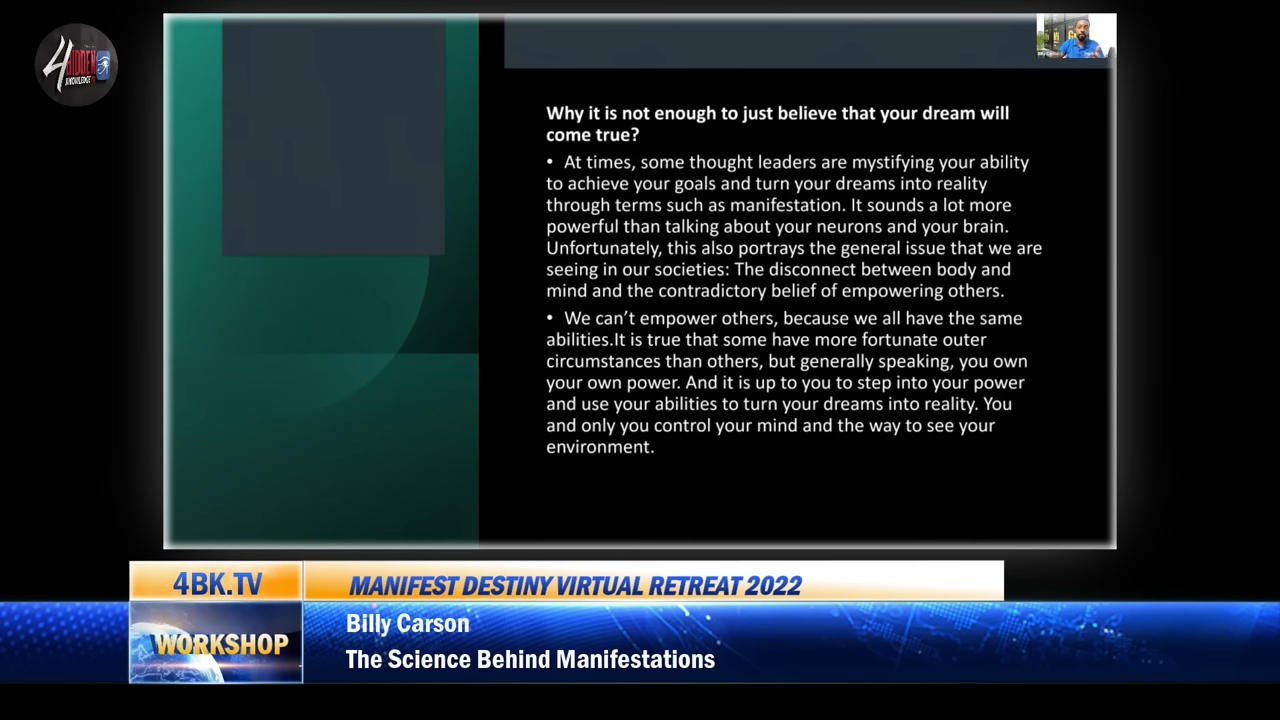 4
HIDDEN
KNOWLEDGE
Why it is not enough to just believe that your dream will
come true?
• At times, some thought leaders are mystifying your ability
to achieve your goals and turn your dreams into reality
through terms such as manifestation. It sounds a lot more
powerful than talking about your neurons and your brain.
Unfortunately, this also portrays the general issue that we are
seeing in our societies: The disconnect between body and
mind and the contradictory belief of empowering others.
• We can’t empower others, because we all have the same
abilities.It is true that some have more fortunate outer
circumstances than others, but generally speaking, you own
your own power. And it is up to you to step into your power
and use your abilities to turn your dreams into reality. You
and only you control your mind and the way to see your
environment.
4BK.TV
MANIFEST DESTINY VIRTUAL RETREAT 2022
WORKSHOP
Billy Carson
The Science Behind Manifestations